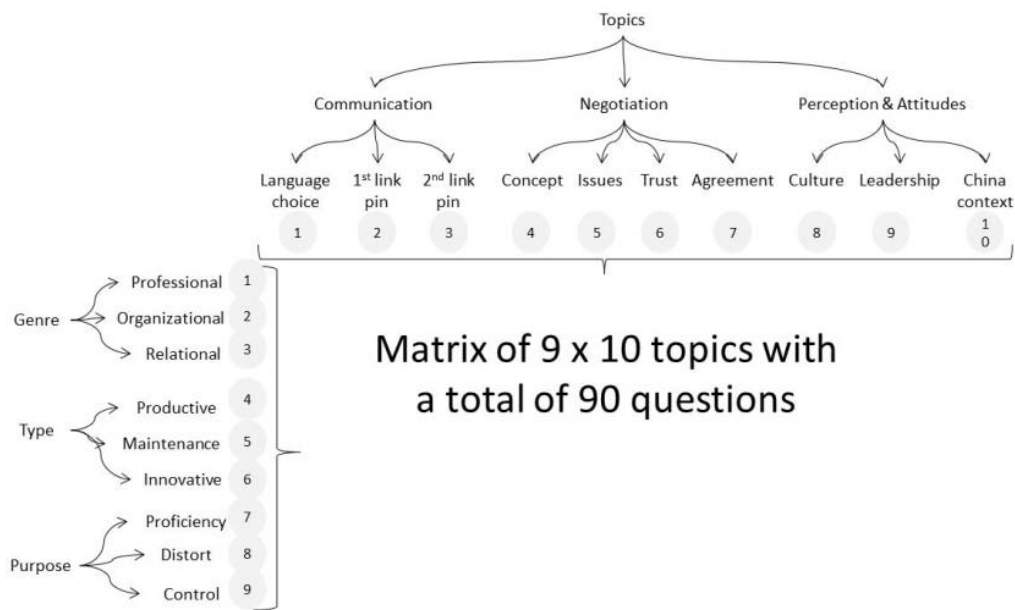 Topics
Communication Negotiation Perception & Attitudes
Language choice 1st link pin 2nd link pin Concept Issues Trust Agreement Culture Leadership China context
1 2 3 4 5 6 7 8 9 10
Genre
Professional 1
Organizational 2
Relational 3
Type
Productive 4
Maintenance 5
Innovative 6
Purpose
Proficiency 7
Distort 8
Control 9
Matrix of 9 x 10 topics with
a total of 90 questions